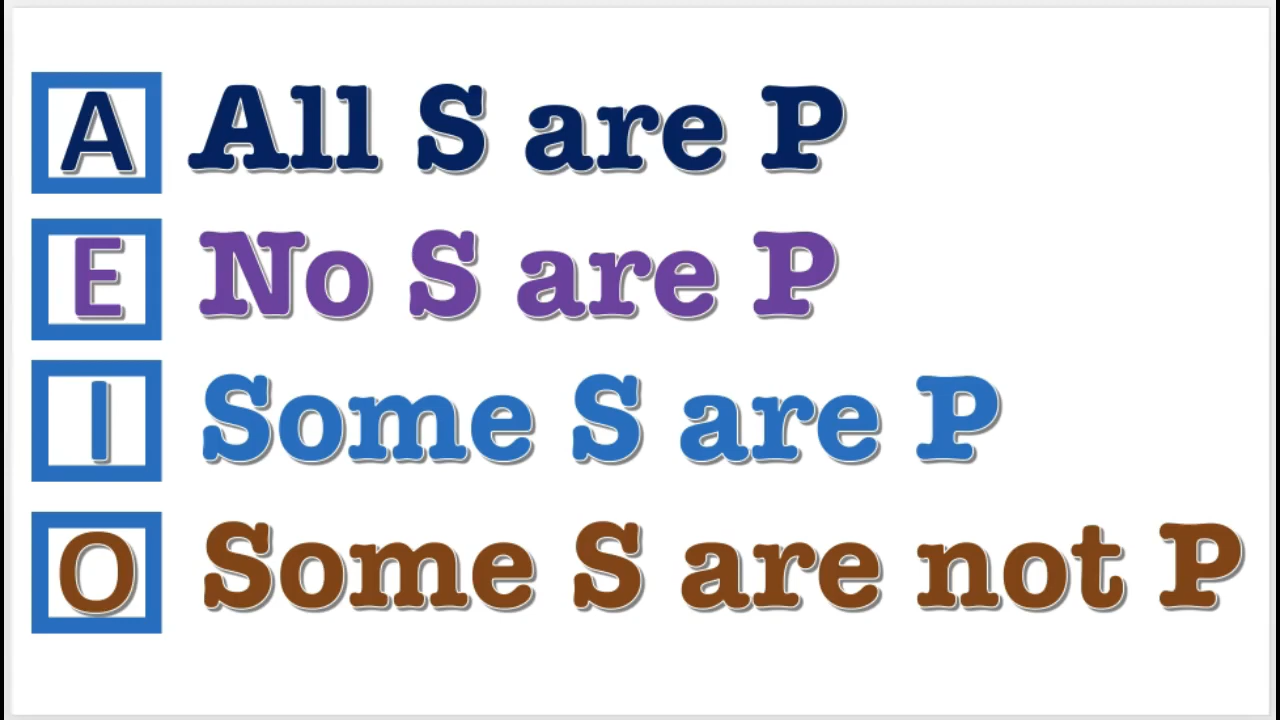 A All S are P
E No S are P
I Some S are P
O Some S are not P